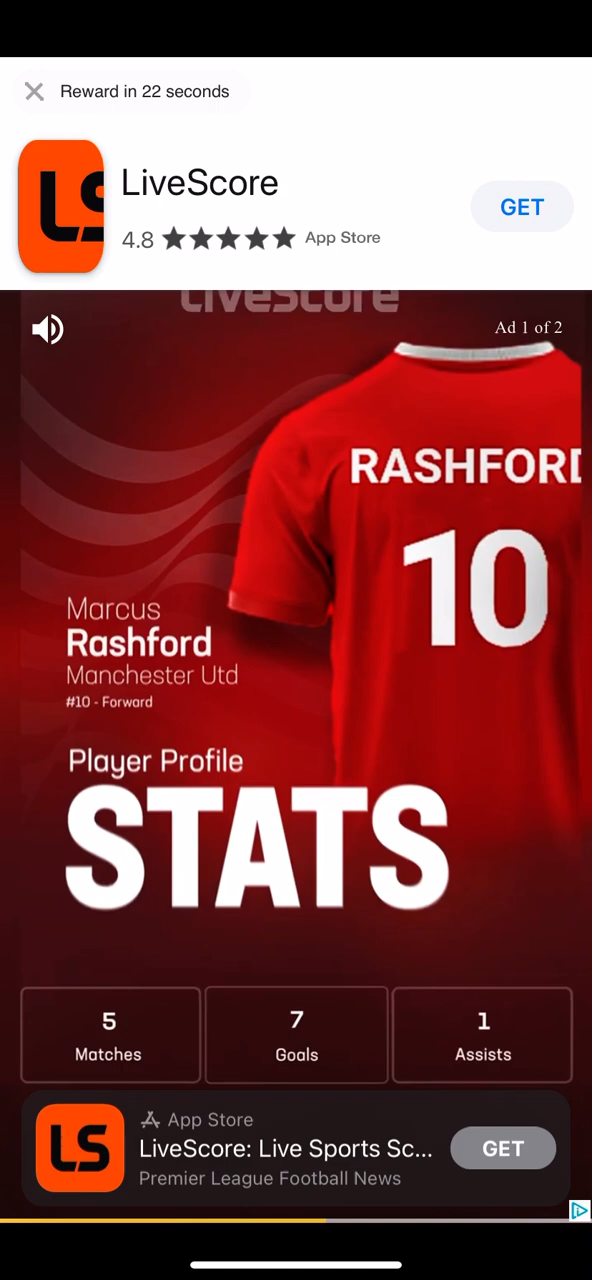 Reward in 22 seconds
LS
LiveScore
4.8 ★★★★★ App Store
GET
LiveScore
Ad 1 of 2
RASHFORD
10
Marcus
Rashford
Manchester Utd
#10 - Forward
Player Profile
STATS
5
Matches
7
Goals
1
Assists
LS
App Store
LiveScore: Live Sports Sc...
Premier League Football News
GET